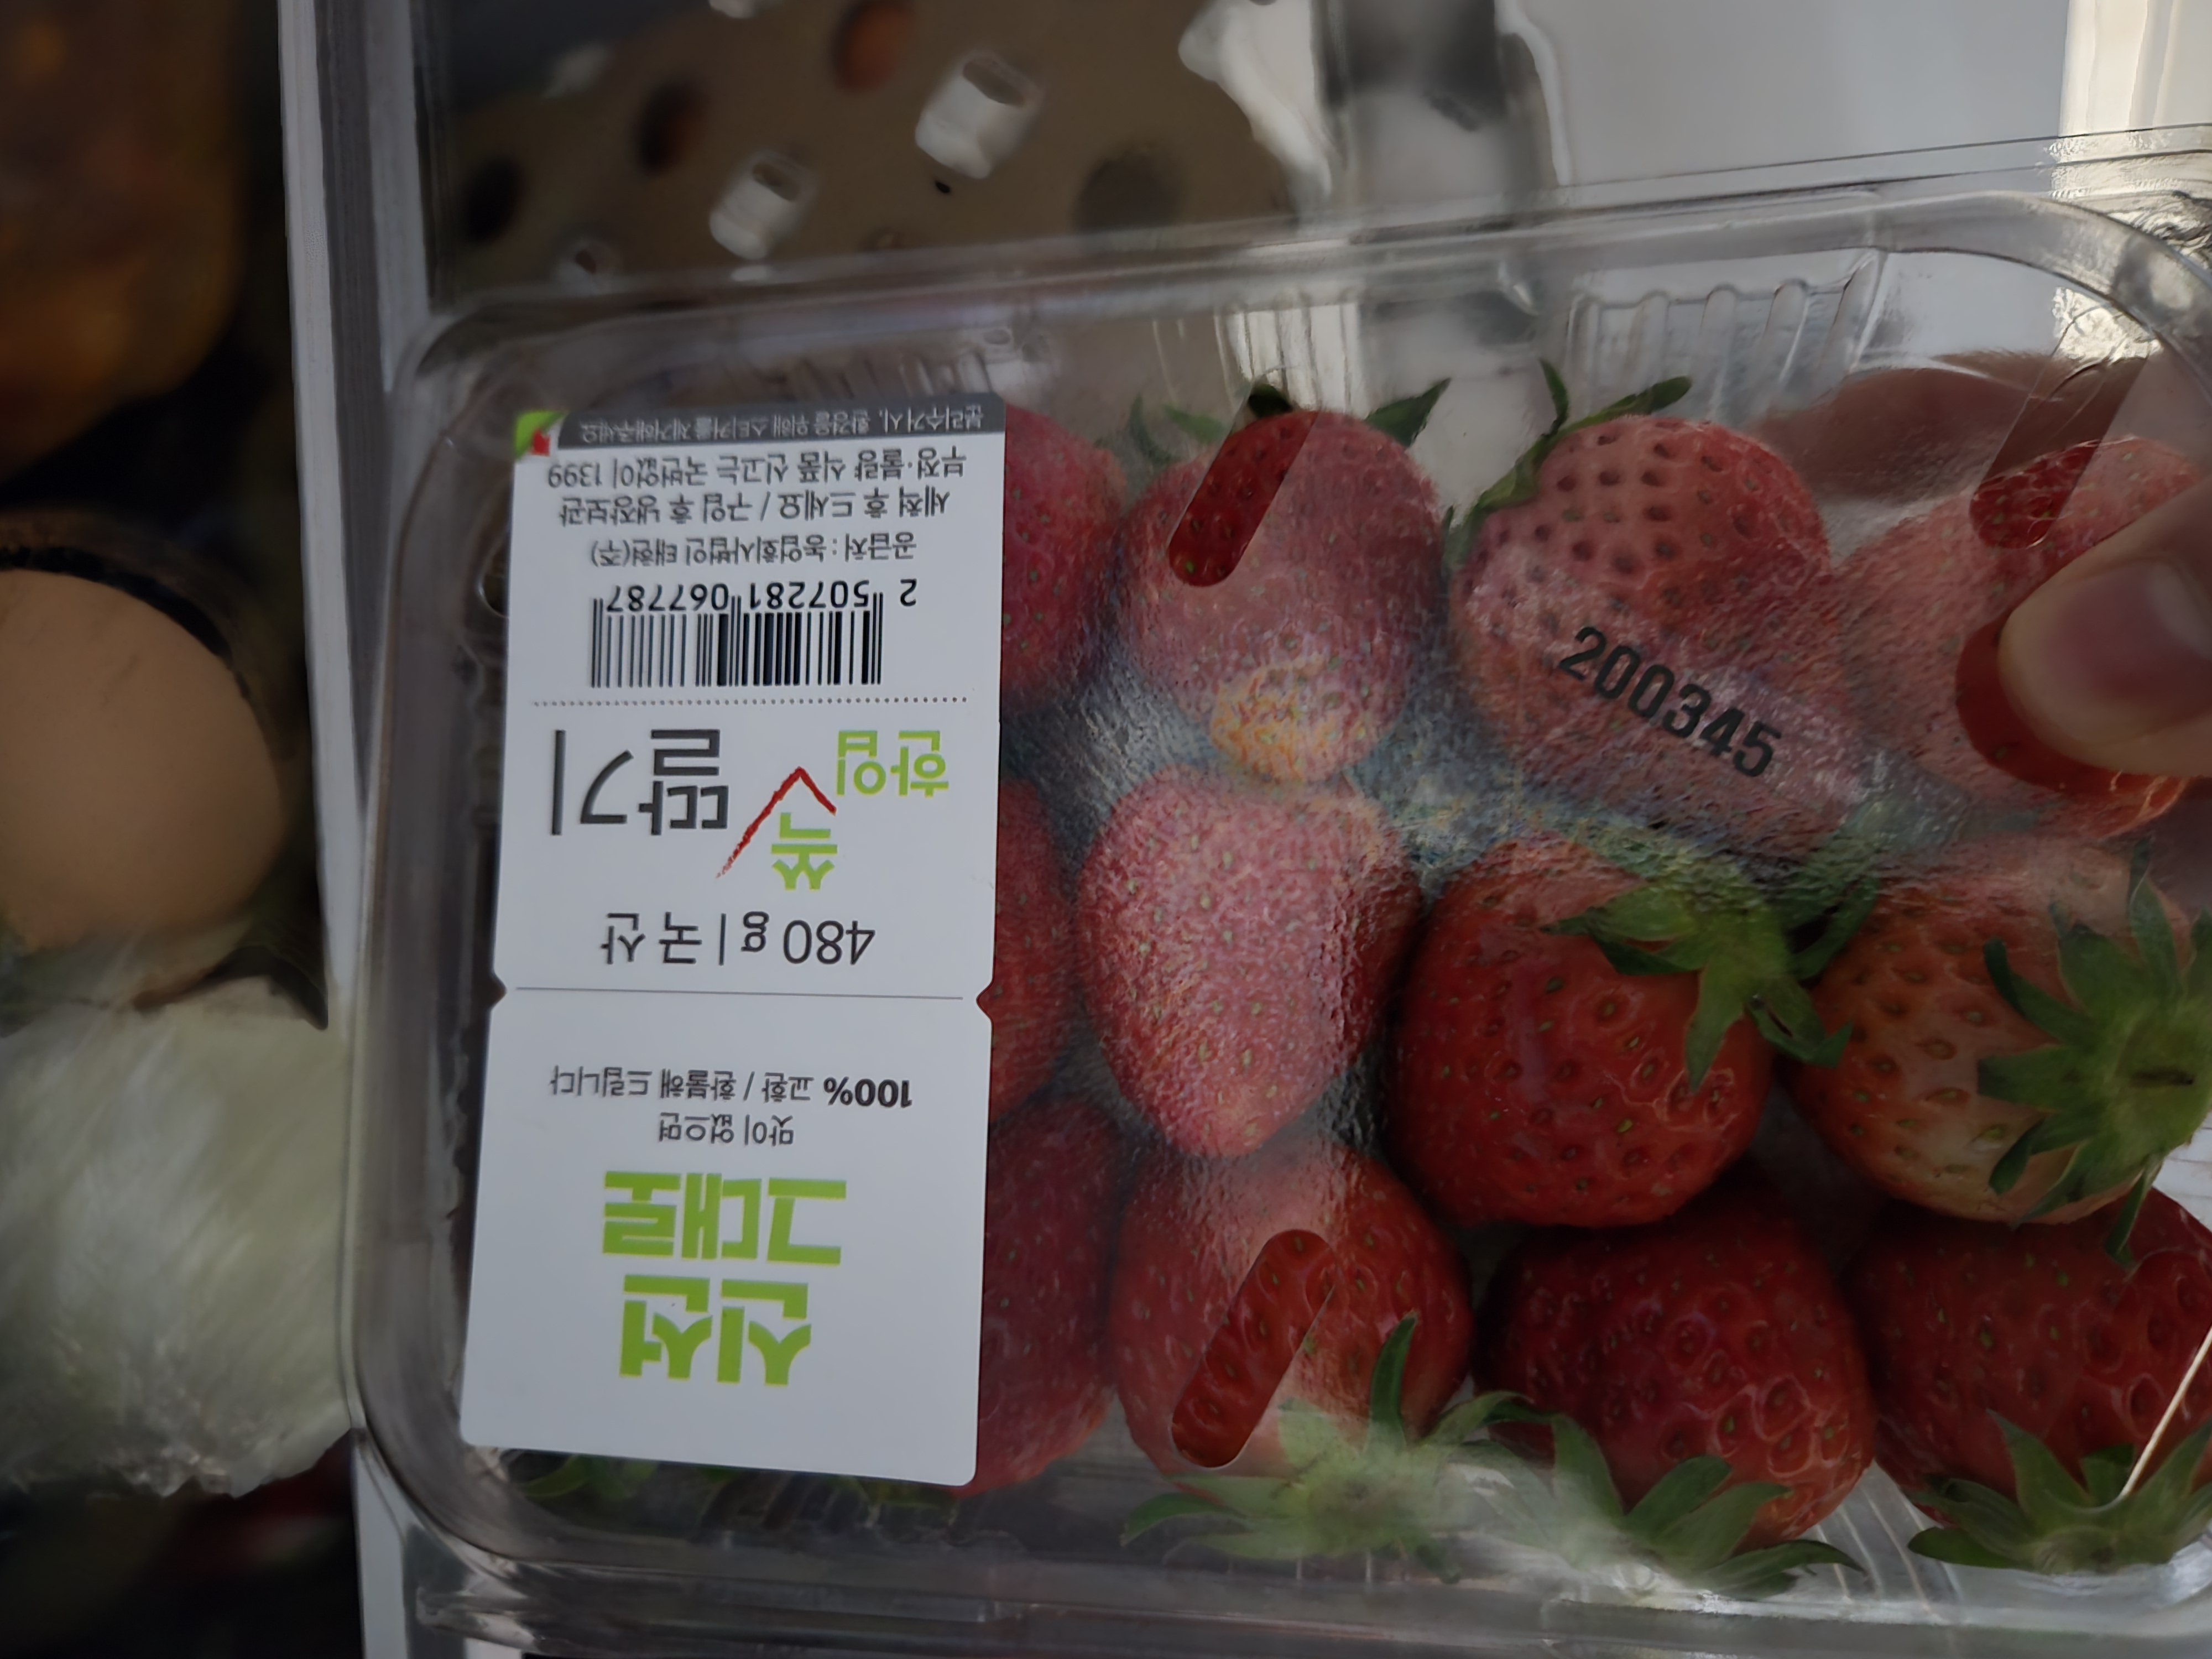 신선
그대로
맛이 없으면
100% 교환 / 환불해 드립니다
480 g | 국 산
한입
쏙
딸기
2 507281 067787
공급처 : 농업회사법인 태현(주)
세척 후 드세요 / 구입 후 냉장보관
부정·불량 식품 신고는 국번없이 1399
분리수거시, 환경을 위해 스티커를 제거해주세요
200345